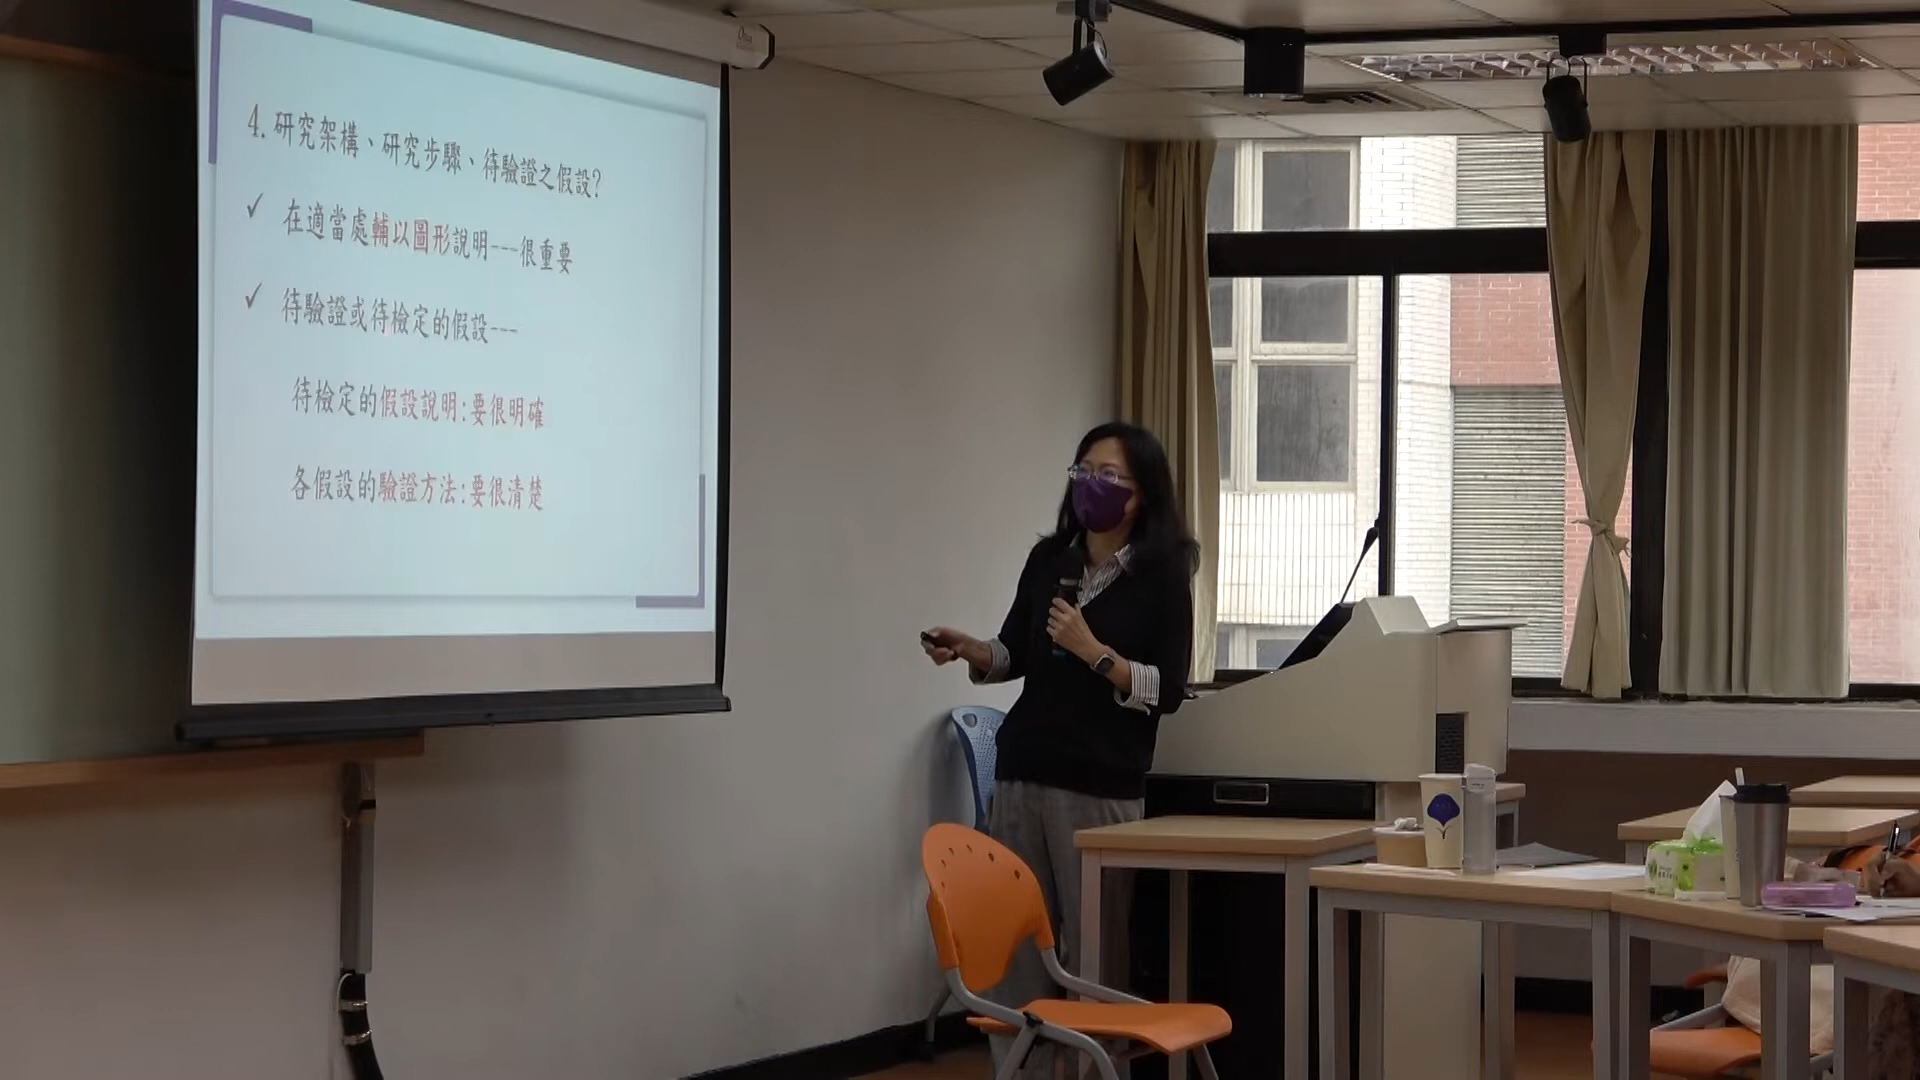 4.研究架構、研究步驟、待驗證之假設?
✓ 在適當處輔以圖形說明---很重要
✓ 待驗證或待檢定的假設---
待檢定的假設說明:要很明確
各假設的驗證方法:要很清楚